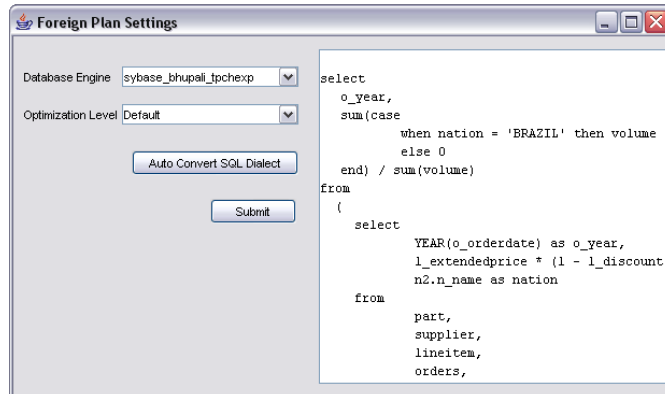 Foreign Plan Settings
Database Engine sybase_bhupali_tpchexp
Optimization Level Default
Auto Convert SQL Dialect
Submit
select
o_year,
sum(case
when nation = 'BRAZIL' then volume
else 0
end) / sum(volume)
from
(
select
YEAR(o_orderdate) as o_year,
l_extendedprice * (1 - l_discount
n2.n_name as nation
from
part,
supplier,
lineitem,
orders,